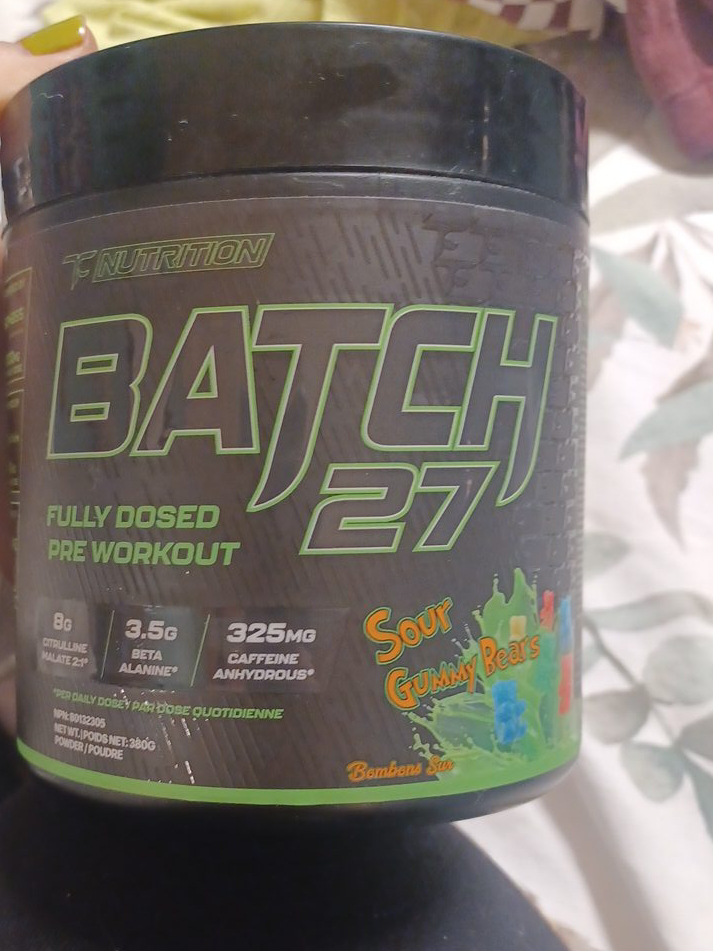 TC NUTRITION
BATCH
27
FULLY DOSED
PRE WORKOUT
8G
CITRULLINE
MALATE 2:1*
3.5G
BETA
ALANINE*
325MG
CAFFEINE
ANHYDROUS*
*PER DAILY DOSE / PAR DOSE QUOTIDIENNE
NPN: 80132305
NET WT. | POIDS NET: 380G
POWDER / POUDRE
Sour
Gummy Bears
Bombons Sur